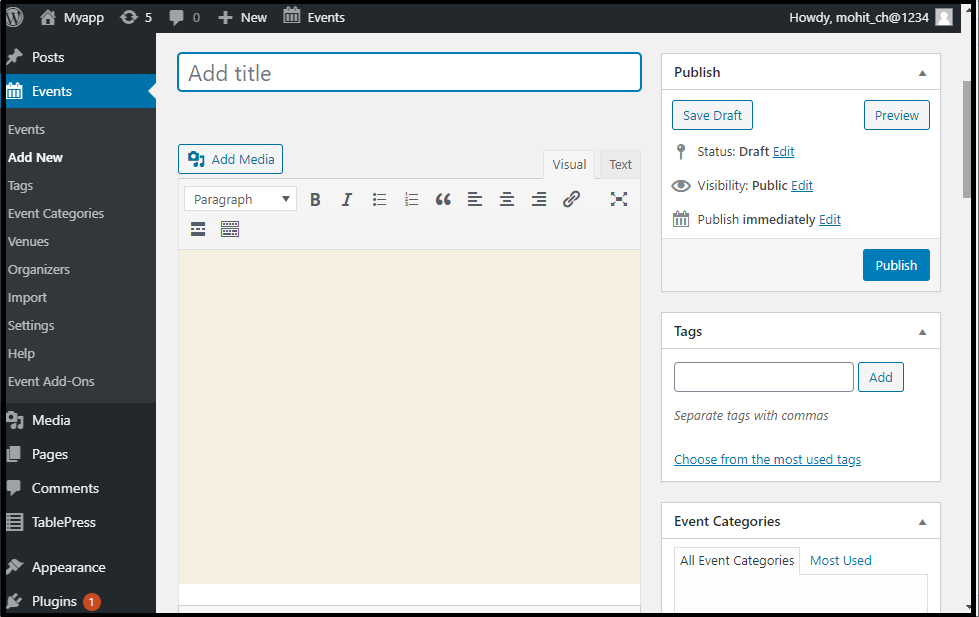 Myapp 5 0 New Events Howdy, mohit_ch@1234
Posts
Events
Events
Add New
Tags
Event Categories
Venues
Organizers
Import
Settings
Help
Event Add-Ons
Media
Pages
Comments
TablePress
Appearance
Plugins 1
Add title
Add Media
Visual Text
Paragraph B I
Publish
Save Draft Preview
Status: Draft Edit
Visibility: Public Edit
Publish immediately Edit
Publish
Tags
Add
Separate tags with commas
Choose from the most used tags
Event Categories
All Event Categories Most Used